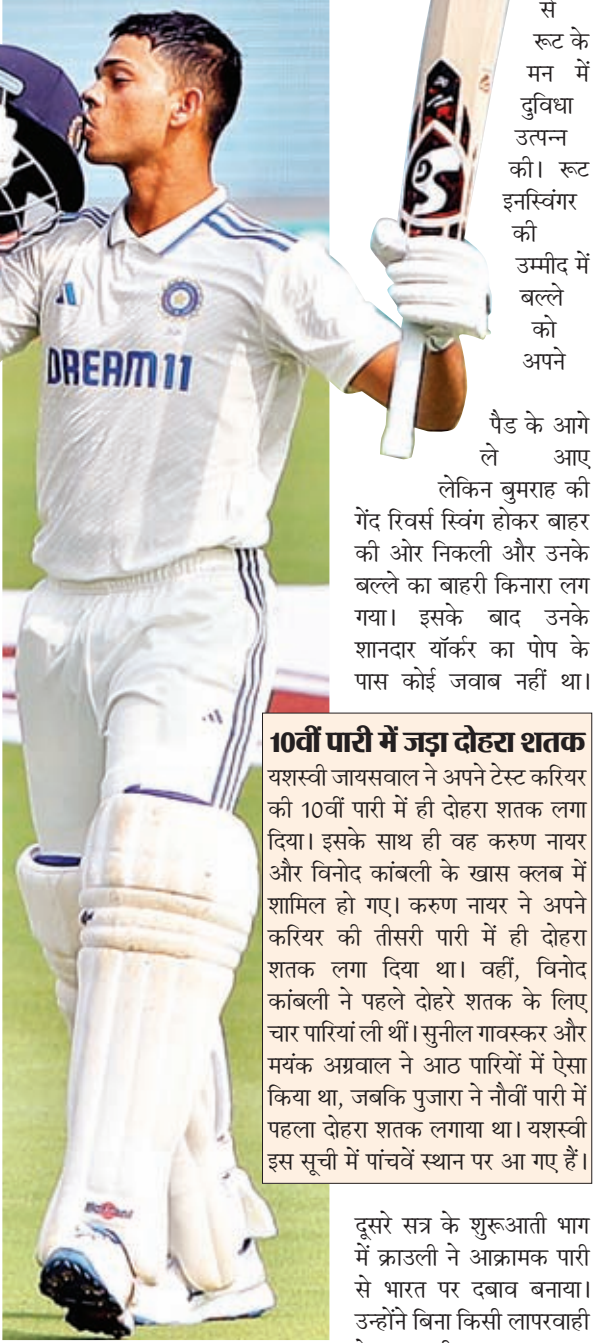 से
रूट के
मन में
दुविधा
उत्पन्न
की। रूट
इनस्विंगर
की
उम्मीद में
बल्ले
को
अपने
पैड के आगे
ले आए
लेकिन बुमराह की
गेंद रिवर्स स्विंग होकर बाहर
की ओर निकली और उनके
बल्ले का बाहरी किनारा लग
गया। इसके बाद उनके
शानदार यॉर्कर का पोप के
पास कोई जवाब नहीं था।
DREAM11
10वीं पारी में जड़ा दोहरा शतक
यशस्वी जायसवाल ने अपने टेस्ट करियर
की 10वीं पारी में ही दोहरा शतक लगा
दिया। इसके साथ ही वह करुण नायर
और विनोद कांबली के खास क्लब में
शामिल हो गए। करुण नायर ने अपने
करियर की तीसरी पारी में ही दोहरा
शतक लगा दिया था। वहीं, विनोद
कांबली ने पहले दोहरे शतक के लिए
चार पारियां ली थीं। सुनील गावस्कर और
मयंक अग्रवाल ने आठ पारियों में ऐसा
किया था, जबकि पुजारा ने नौवीं पारी में
पहला दोहरा शतक लगाया था। यशस्वी
इस सूची में पांचवें स्थान पर आ गए हैं।
दूसरे सत्र के शुरूआती भाग
में क्राउली ने आक्रामक पारी
से भारत पर दबाव बनाया।
उन्होंने बिना किसी लापरवाही